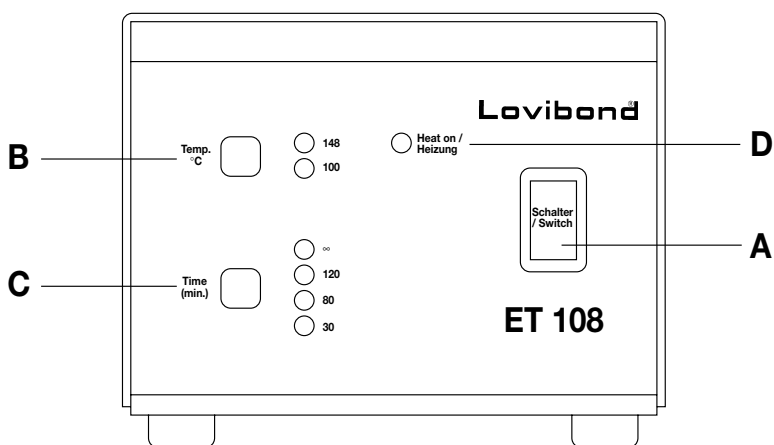 Lovibond®
B
Temp.
°C
148
100
Heat on /
Heizung
D
Schalter
/ Switch
A
C
Time
(min.)
∞
120
80
30
ET 108